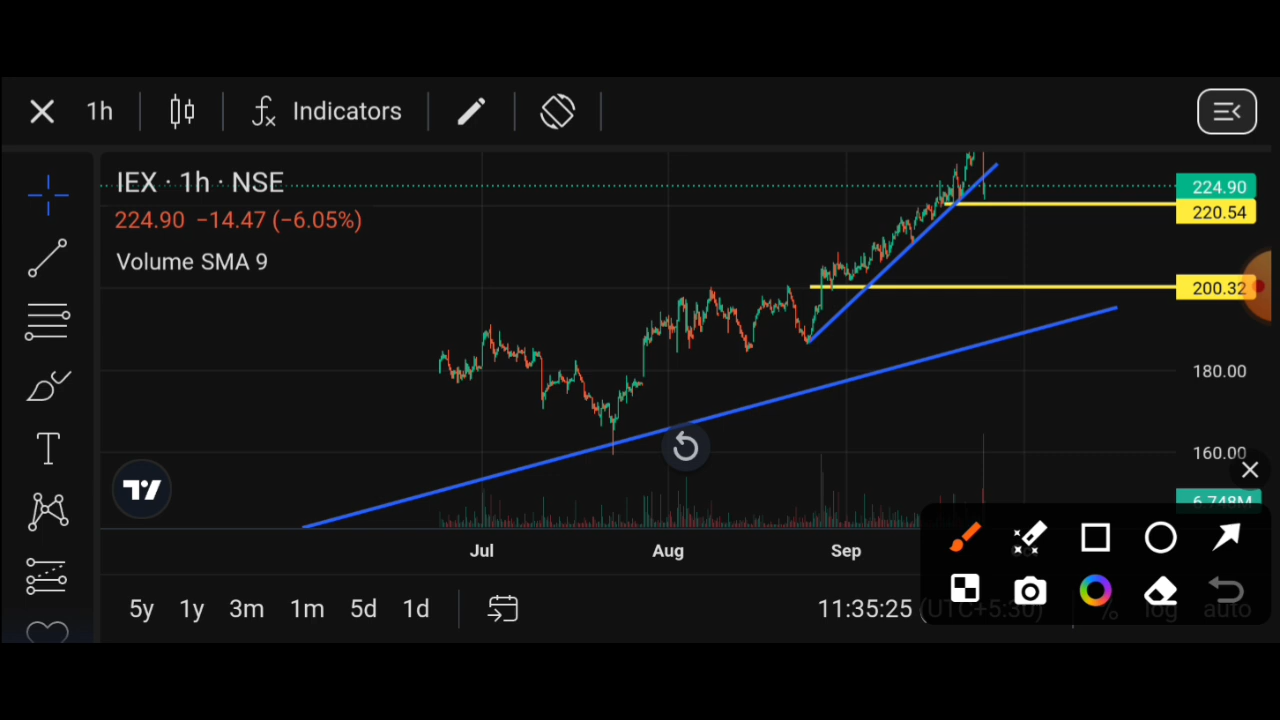 1h
Indicators
IEX · 1h · NSE
224.90 −14.47 (−6.05%)
Volume SMA 9
224.90
220.54
200.32
180.00
160.00
6.748M
Jul
Aug
Sep
5y 1y 3m 1m 5d 1d
11:35:25 (UTC+5:30) % log auto